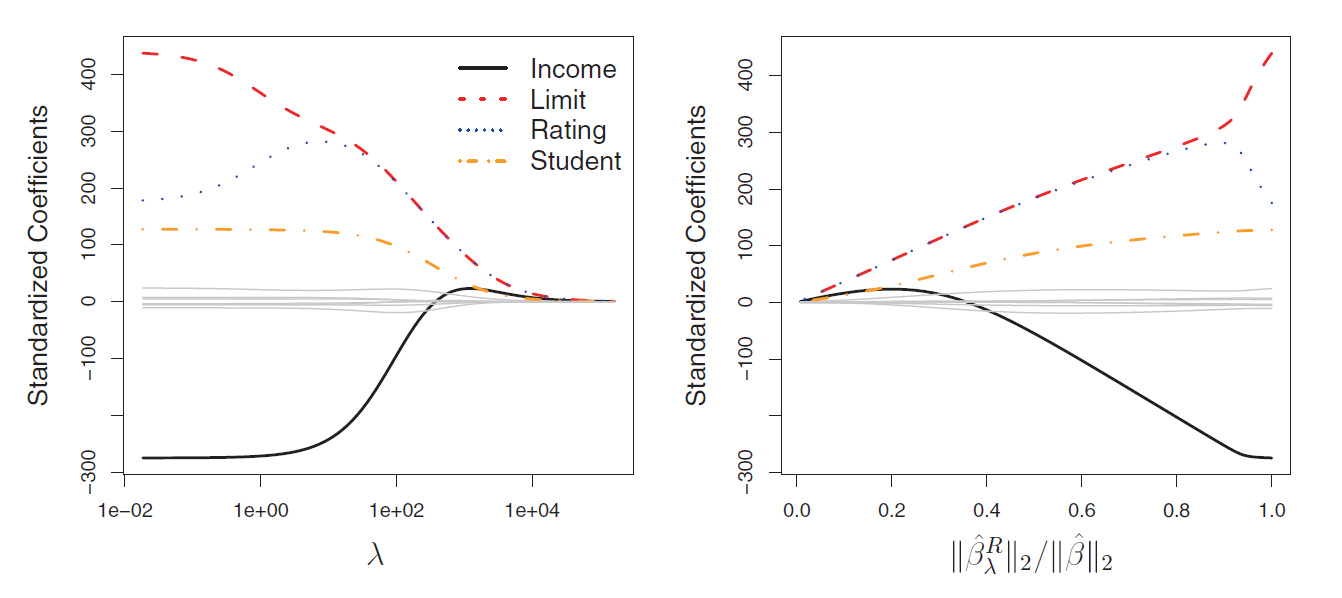 Standardized Coefficients
400
300
200
100
0
−100
−300
1e−02
1e+00
1e+02
1e+04
λ
Income
Limit
Rating
Student
Standardized Coefficients
400
300
200
100
0
−100
−300
0.0
0.2
0.4
0.6
0.8
1.0
‖β̂λᴿ‖₂/‖β̂‖₂